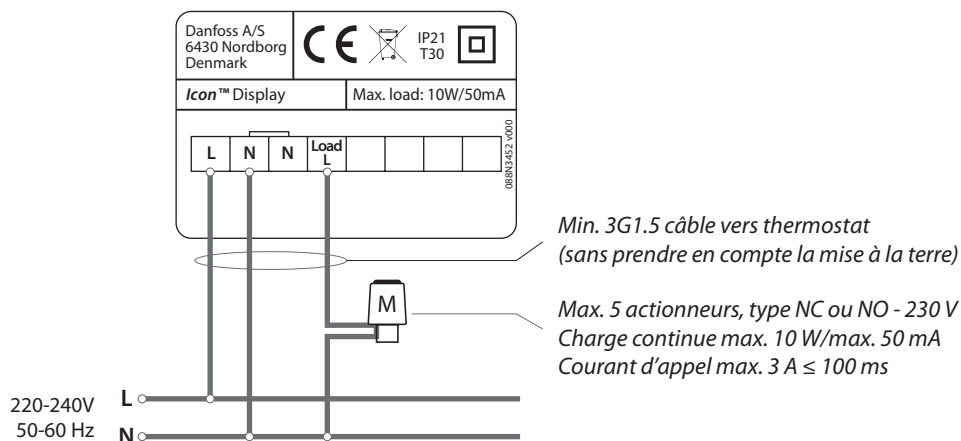 Danfoss A/S
6430 Nordborg
Denmark
CE
IP21
T30
Icon™ Display
Max. load: 10W/50mA
L N N Load L
088N3452 v000
Min. 3G1.5 câble vers thermostat
(sans prendre en compte la mise à la terre)
M
Max. 5 actionneurs, type NC ou NO - 230 V
Charge continue max. 10 W/max. 50 mA
Courant d’appel max. 3 A ≤ 100 ms
220-240V
50-60 Hz
L
N